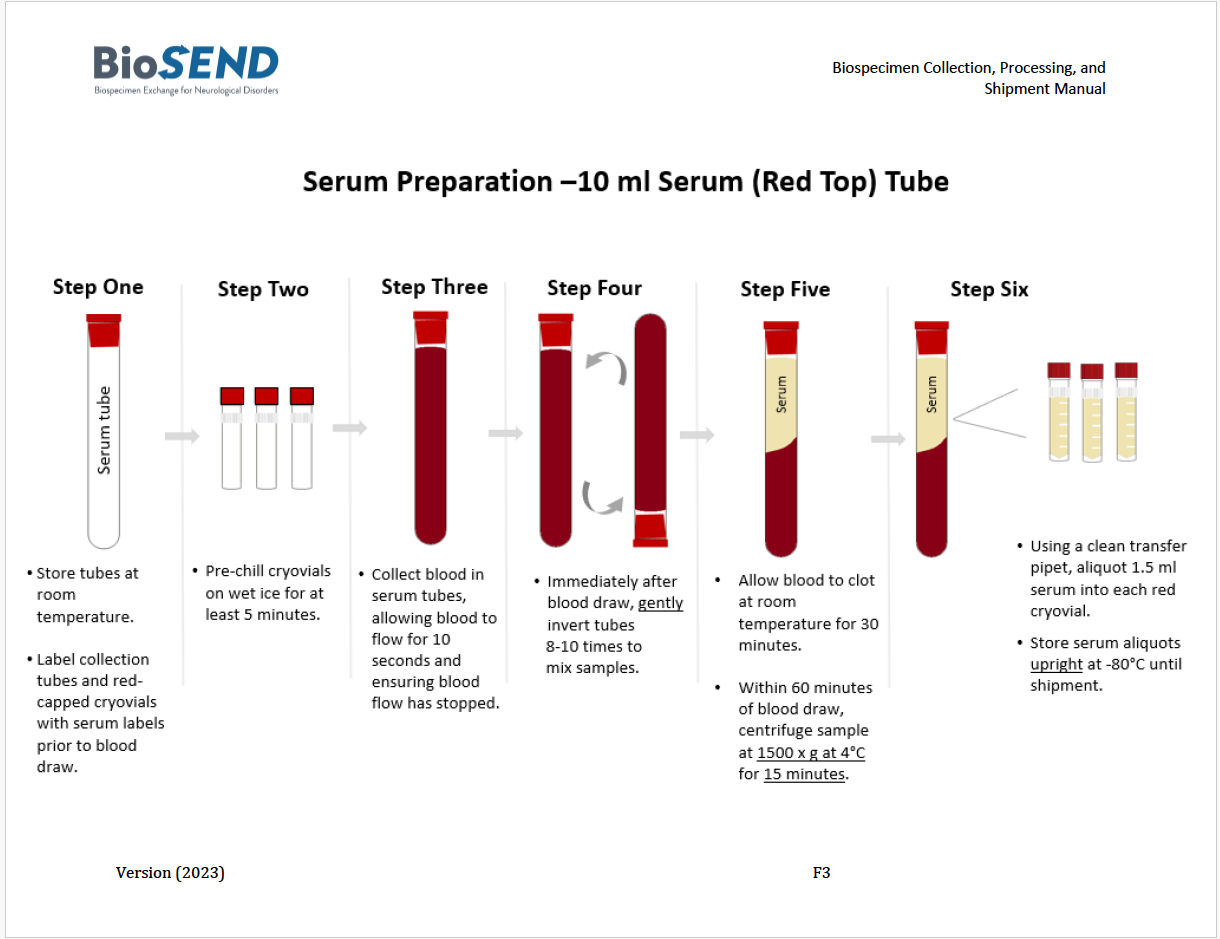 BioSEND
Biospecimen Exchange for Neurological Disorders
Biospecimen Collection, Processing, and
Shipment Manual
Serum Preparation –10 ml Serum (Red Top) Tube
Step One
Serum tube
• Store tubes at
room
temperature.
• Label collection
tubes and red-
capped cryovials
with serum labels
prior to blood
draw.
Step Two
• Pre-chill cryovials
on wet ice for at
least 5 minutes.
Step Three
• Collect blood in
serum tubes,
allowing blood to
flow for 10
seconds and
ensuring blood
flow has stopped.
Step Four
• Immediately after
blood draw, gently
invert tubes
8-10 times to
mix samples.
Step Five
Serum
• Allow blood to clot
at room
temperature for 30
minutes.
• Within 60 minutes
of blood draw,
centrifuge sample
at 1500 x g at 4°C
for 15 minutes.
Step Six
Serum
• Using a clean transfer
pipet, aliquot 1.5 ml
serum into each red
cryovial.
• Store serum aliquots
upright at -80°C until
shipment.
Version (2023)
F3